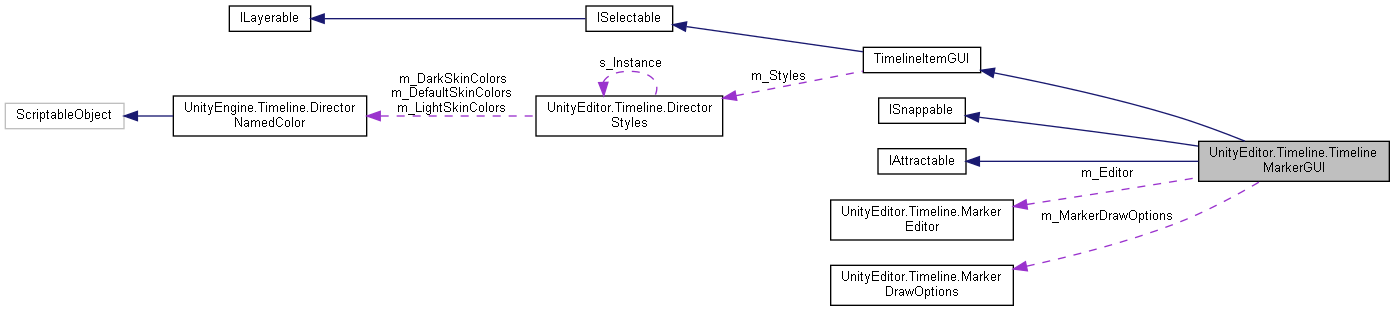 ILayerable
ISelectable
TimelineItemGUI
s_Instance
m_Styles
m_DarkSkinColors
m_DefaultSkinColors
m_LightSkinColors
ScriptableObject
UnityEngine.Timeline.Director
NamedColor
UnityEditor.Timeline.Director
Styles
ISnappable
IAttractable
UnityEditor.Timeline.Timeline
MarkerGUI
m_Editor
UnityEditor.Timeline.Marker
Editor
m_MarkerDrawOptions
UnityEditor.Timeline.Marker
DrawOptions